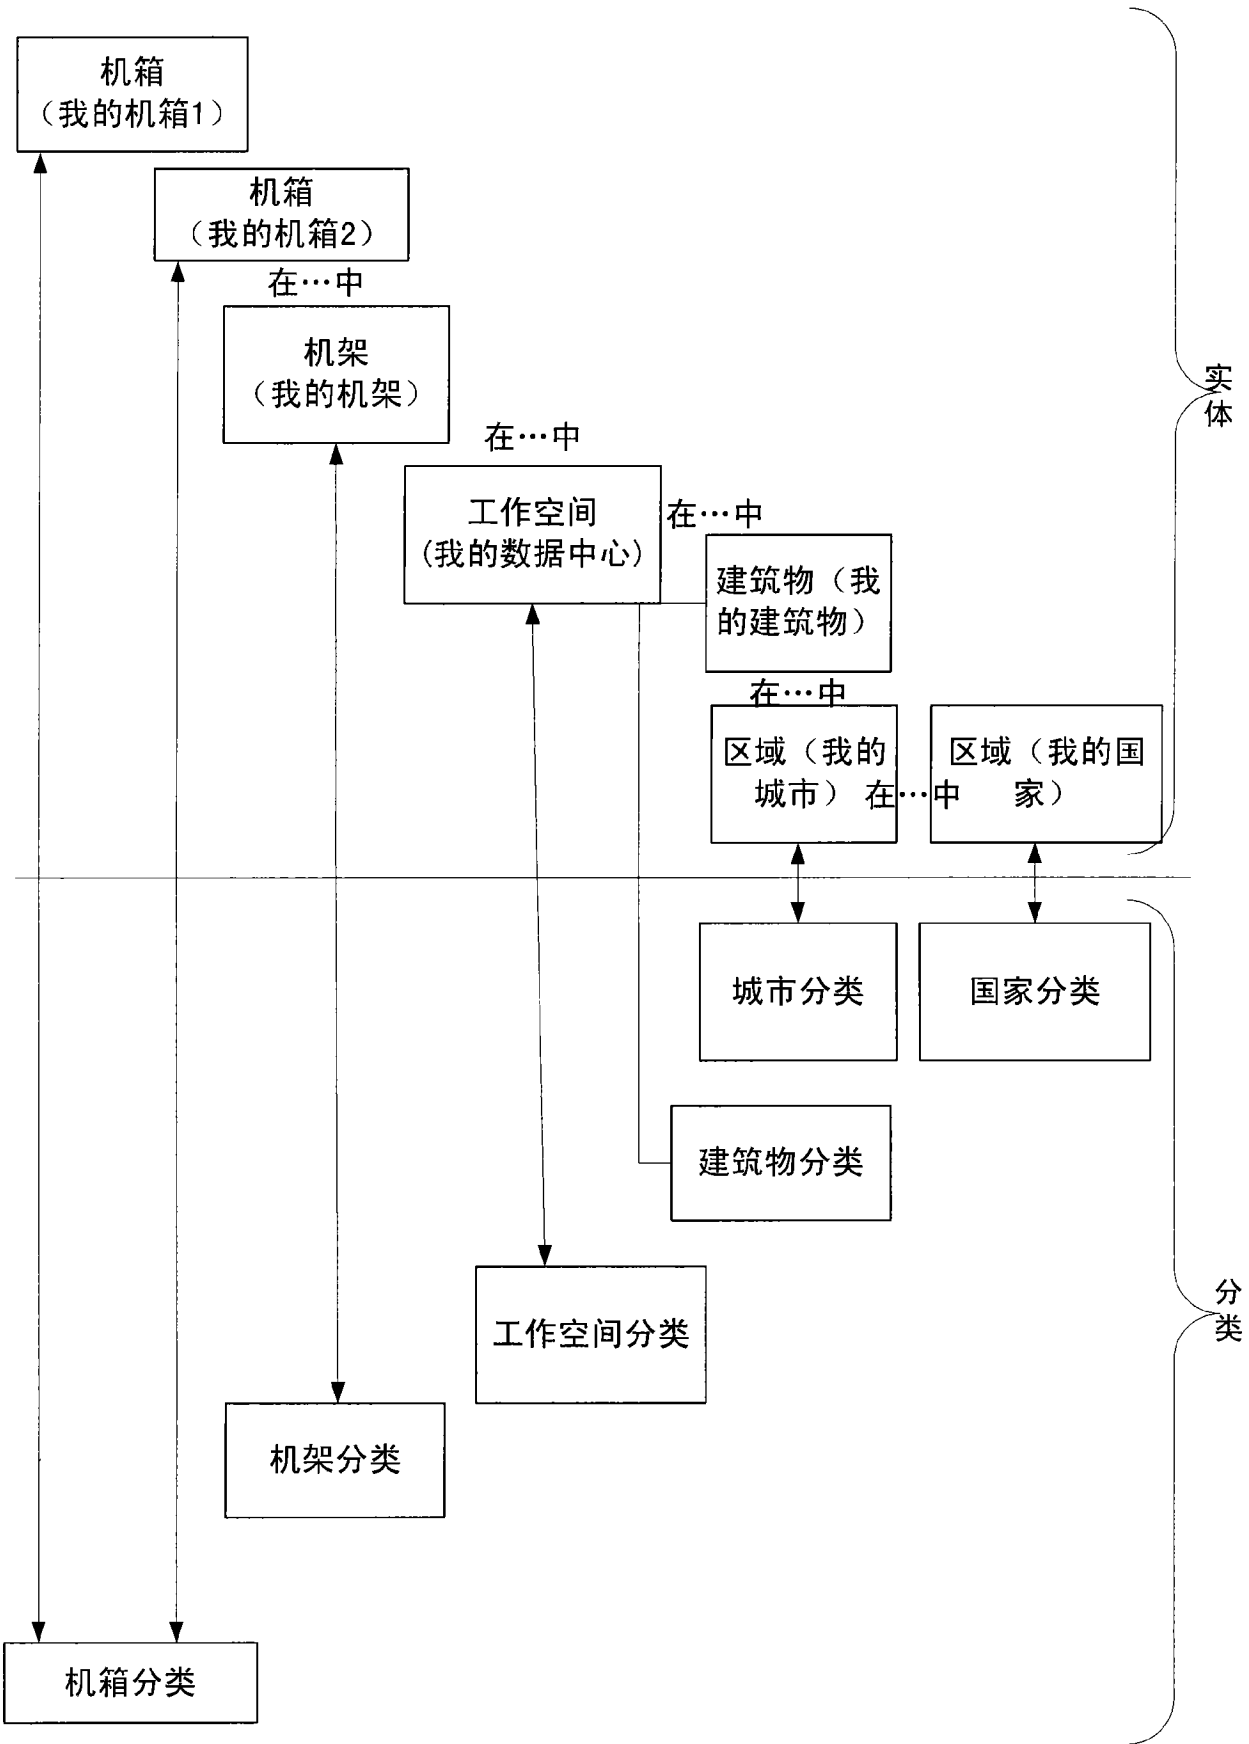 机箱
（我的机箱1）
机箱
（我的机箱2）
在…中
机架
（我的机架）
在…中
工作空间
(我的数据中心)
在…中
建筑物（我
的建筑物）
在…中
区域（我的
城市）
在…中
区域（我的国
家）
实
体
城市分类
国家分类
建筑物分类
工作空间分类
机架分类
机箱分类
分
类